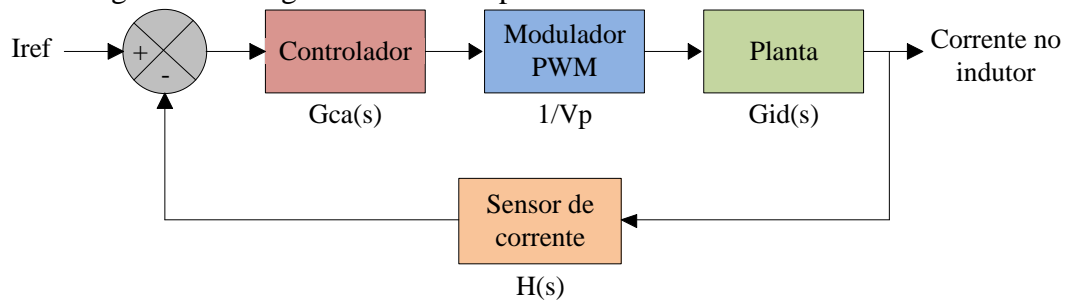 Iref
+
-
Controlador
Gca(s)
Modulador
PWM
1/Vp
Planta
Gid(s)
Corrente no
indutor
Sensor de
corrente
H(s)